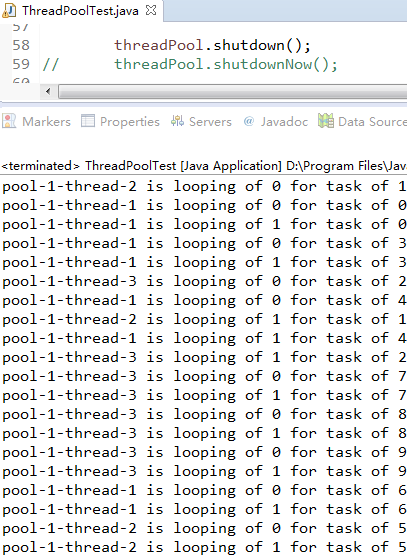 ThreadPoolTest.java
57
58 threadPool.shutdown();
59 // threadPool.shutdownNow();
60
Markers Properties Servers @ Javadoc Data Source
<terminated> ThreadPoolTest [Java Application] D:\Program Files\Java
pool-1-thread-2 is looping of 0 for task of 1
pool-1-thread-1 is looping of 0 for task of 0
pool-1-thread-1 is looping of 1 for task of 0
pool-1-thread-1 is looping of 0 for task of 3
pool-1-thread-1 is looping of 1 for task of 3
pool-1-thread-3 is looping of 0 for task of 2
pool-1-thread-1 is looping of 0 for task of 4
pool-1-thread-2 is looping of 1 for task of 1
pool-1-thread-1 is looping of 1 for task of 4
pool-1-thread-3 is looping of 1 for task of 2
pool-1-thread-3 is looping of 0 for task of 7
pool-1-thread-3 is looping of 1 for task of 7
pool-1-thread-3 is looping of 0 for task of 8
pool-1-thread-3 is looping of 1 for task of 8
pool-1-thread-3 is looping of 0 for task of 9
pool-1-thread-3 is looping of 1 for task of 9
pool-1-thread-1 is looping of 0 for task of 6
pool-1-thread-1 is looping of 1 for task of 6
pool-1-thread-2 is looping of 0 for task of 5
pool-1-thread-2 is looping of 1 for task of 5